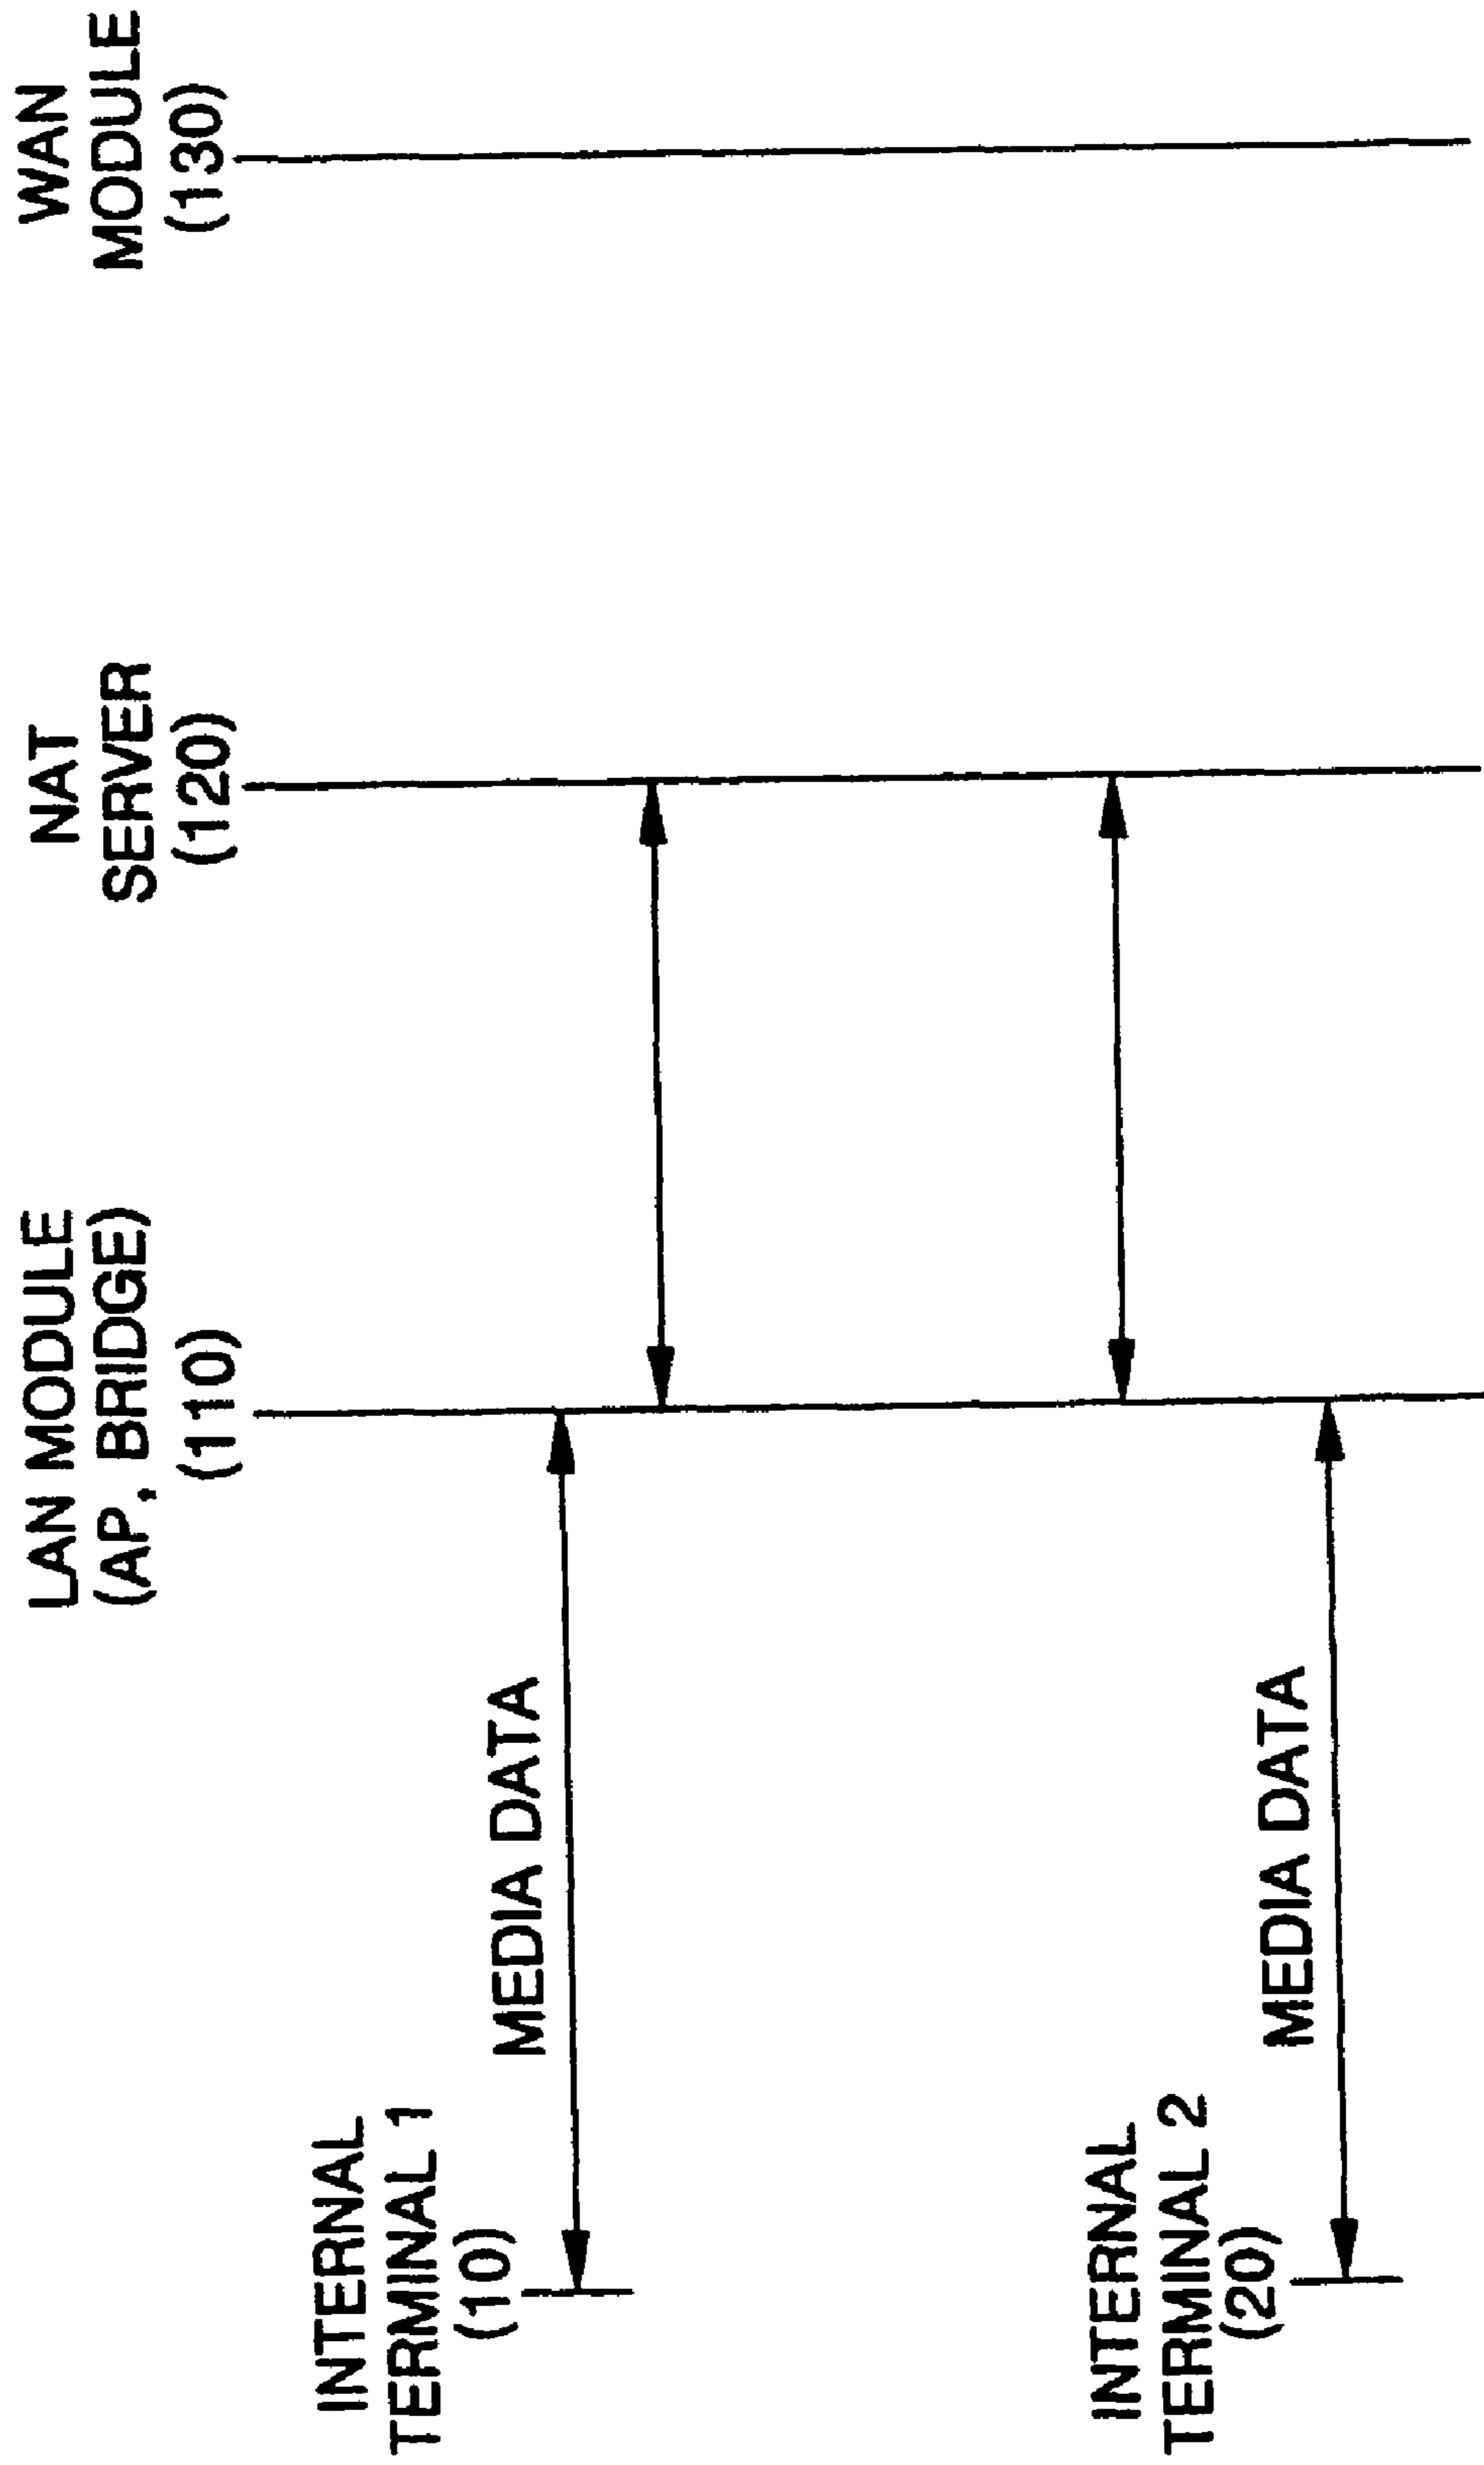 LAN MODULE
(AP, BRIDGE)
(110)
NAT
SERVER
(120)
WAN
MODULE
(130)
INTERNAL
TERMINAL 1
(10)
MEDIA DATA
INTERNAL
TERMINAL 2
(20)
MEDIA DATA